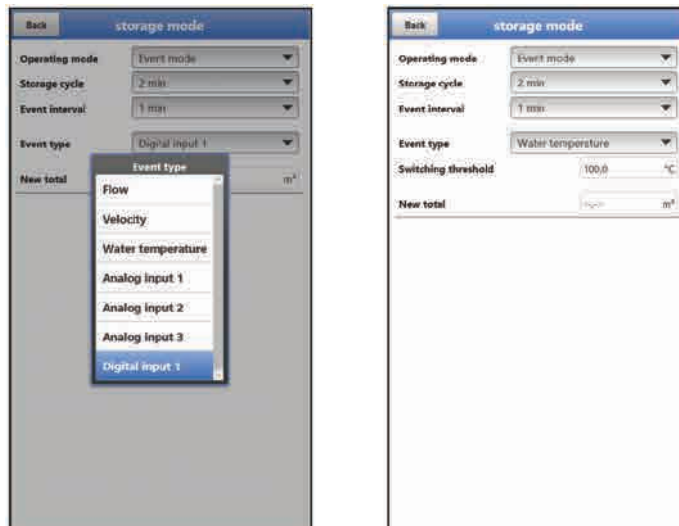 Back storage mode
Operating mode Event mode
Storage cycle 2 min
Event interval 1 min
Event type Digital input 1
New total m³
Event type
Flow
Velocity
Water temperature
Analog input 1
Analog input 2
Analog input 3
Digital input 1
Back storage mode
Operating mode Event mode
Storage cycle 2 min
Event interval 1 min
Event type Water temperature
Switching threshold 100,0 °C
New total m³